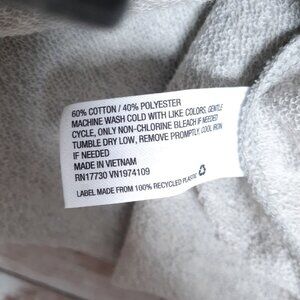 60% COTTON / 40% POLYESTER
MACHINE WASH COLD WITH LIKE COLORS, GENTLE
CYCLE, ONLY NON-CHLORINE BLEACH IF NEEDED
TUMBLE DRY LOW, REMOVE PROMPTLY, COOL IRON
IF NEEDED
MADE IN VIETNAM
RN17730 VN1974109
LABEL MADE FROM 100% RECYCLED PLASTIC